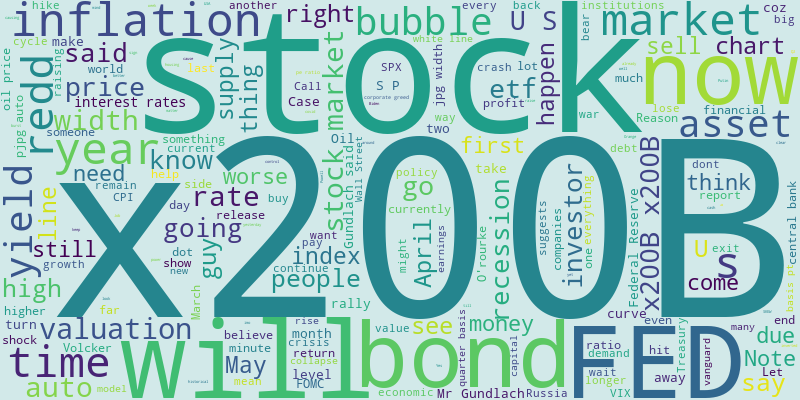 inflation
bubble
right
another
hike
U S
every
back
institutions
market
coz
big
stock
redd
cycle
make
said
raising
world
price
interest rates
oil price
pjpg auto
width
someone
year
something
current
last
supply
thing
Case
Call
market
SPX
S P
corporate greed
white line
crash
lot
jpg width
etf
profit
way
two
happen
bear
war
sell
chart
much
now
lose
financial
Reason
asset
debt
x200B
know
need
remain
CPI
help
side
worse
rate
buy
day
release
going
yield
line
still
growth
dot
show
new
guy
want
pay
index
people
continue
stock
Oil
Gundlach said
Wall Street
policy
go
currently
might
April
earnings
rally
first
take
recession
O'rourke
suggests
companies
investor
one
everything
Federal Reserve
x200B x200B
dont
think
report
U
exit
s
come
central bank
basis pt
curve
high
higher
turn
shock
March
far
valuation
Volcker
time
auto
model
will
believe
minute
May
mean
rise
month
crisis
return
level
collapse
FOMC
bond
value
see
money
economic
quarter basis
capital
Mr Gundlach
Russia
FED
ratio
demand
wait
longer
VIX
hit
away
even
Treasury
vanguard
many
end
due
Note
Let
say